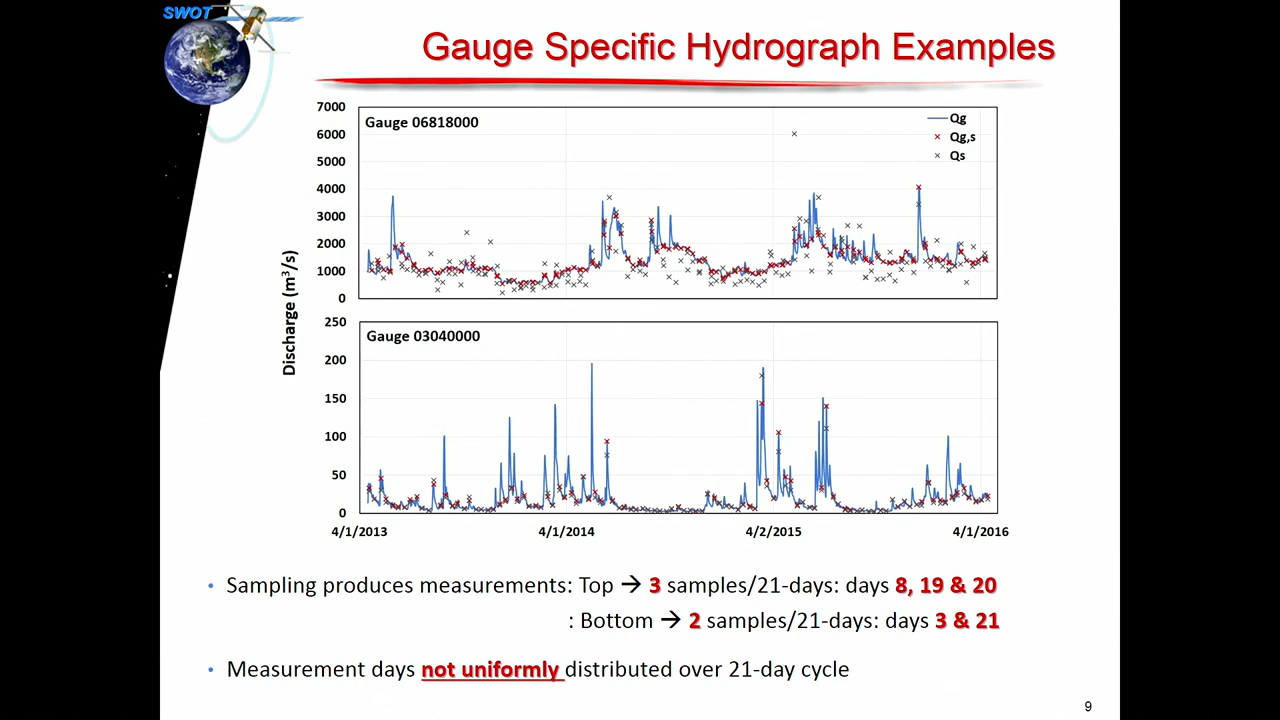 SWOT
Gauge Specific Hydrograph Examples
7000
6000
5000
4000
3000
2000
1000
0
Gauge 06818000
Qg
Qg,s
Qs
Discharge (m³/s)
250
200
150
100
50
0
Gauge 03040000
4/1/2013 4/1/2014 4/2/2015 4/1/2016
• Sampling produces measurements: Top → 3 samples/21-days: days 8, 19 & 20
: Bottom → 2 samples/21-days: days 3 & 21
• Measurement days not uniformly distributed over 21-day cycle
9